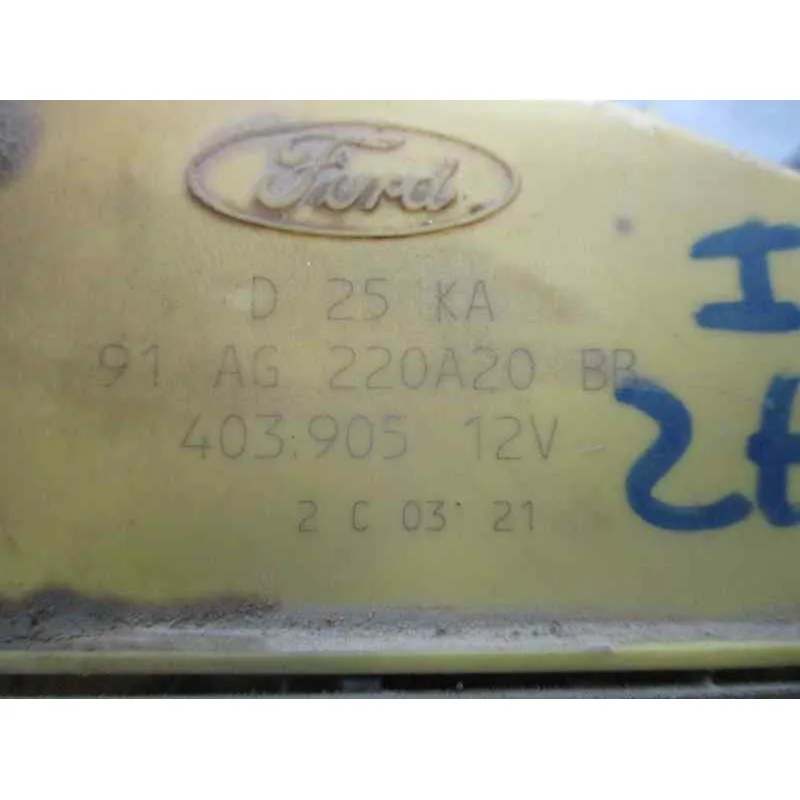 Ford
D 25 KA
91 AG 220A20 BB
403.905 12V
2 C 03 21